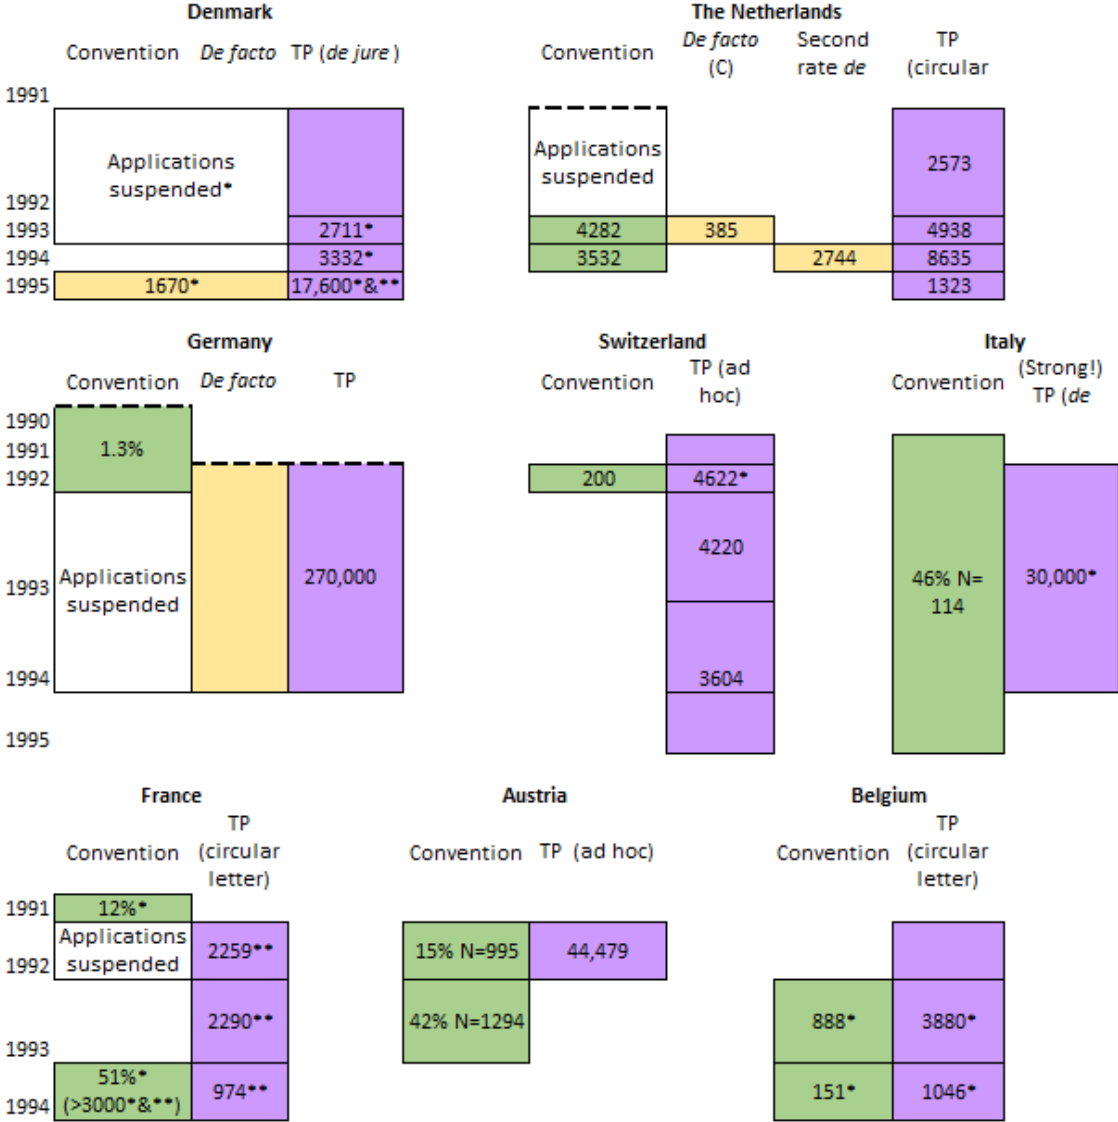 Denmark
The Netherlands
Convention De facto TP (de jure)
Convention De facto (C) Second rate de TP (circular
1991
Applications
suspended*
Applications
suspended
2573
1992
1993 2711* 4282 385 4938
1994 3332* 3532 2744 8635
1995 1670* 17,600*&** 1323
Germany
Switzerland
Italy
Convention De facto TP
Convention TP (ad hoc)
Convention (Strong!) TP (de
1990
1991 1.3%
1992 200 4622*
4220
Applications
suspended
1993
270,000
46% N=
114
30,000*
1994 3604
1995
France
Austria
Belgium
Convention TP (circular letter)
Convention TP (ad hoc)
Convention TP (circular letter)
1991 12%*
Applications
suspended
1992
2259**
15% N=995 44,479
2290**
42% N=1294
888* 3880*
1993
51%*
(>3000*&**)
974**
151* 1046*
1994